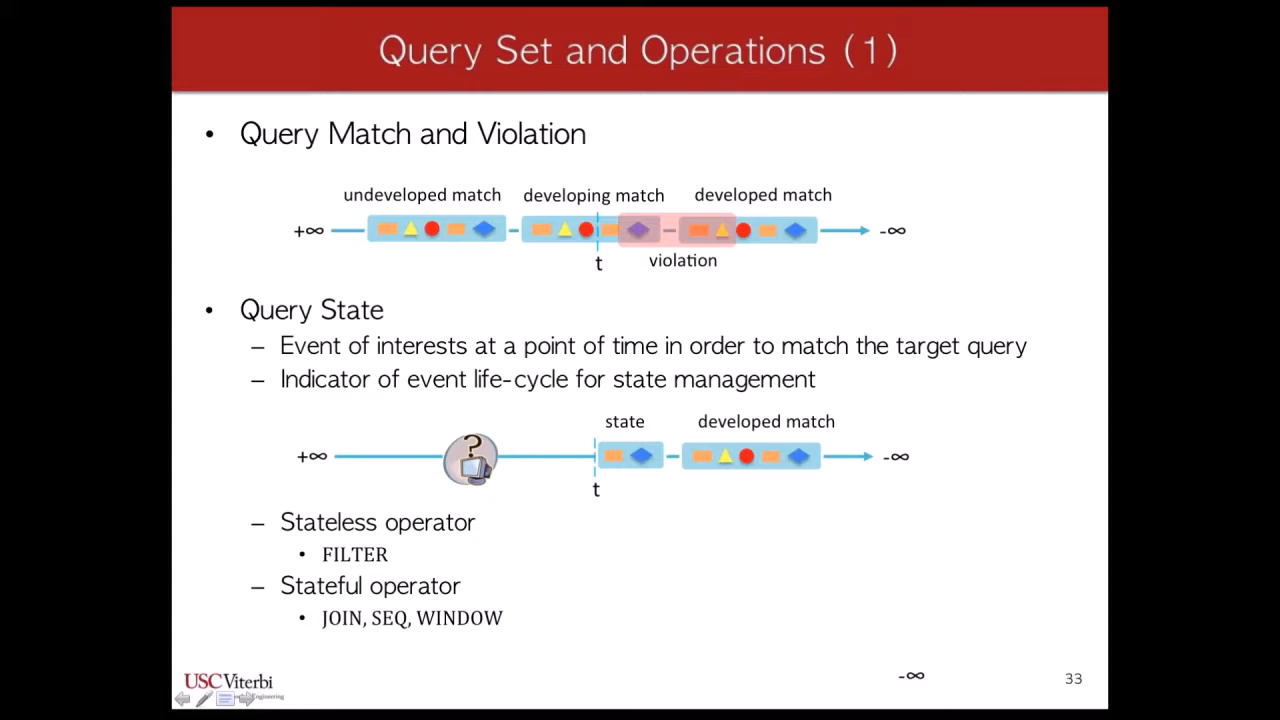 Query Set and Operations (1)
• Query Match and Violation
undeveloped match developing match developed match
+∞ -∞
t violation
• Query State
– Event of interests at a point of time in order to match the target query
– Indicator of event life-cycle for state management
state developed match
+∞ ? -∞
t
– Stateless operator
• FILTER
– Stateful operator
• JOIN, SEQ, WINDOW
USC Viterbi
Engineering
-∞
33